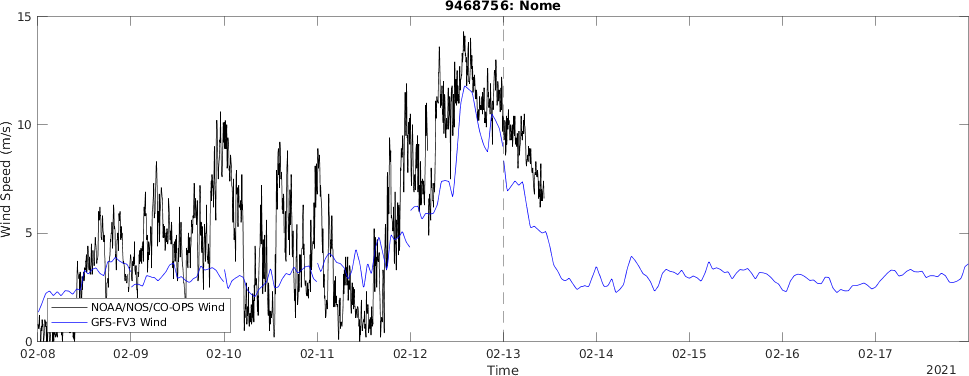 9468756: Nome
15
10
5
0
Wind Speed (m/s)
NOAA/NOS/CO-OPS Wind
GFS-FV3 Wind
02-08 02-09 02-10 02-11 02-12 02-13 02-14 02-15 02-16 02-17
Time
2021